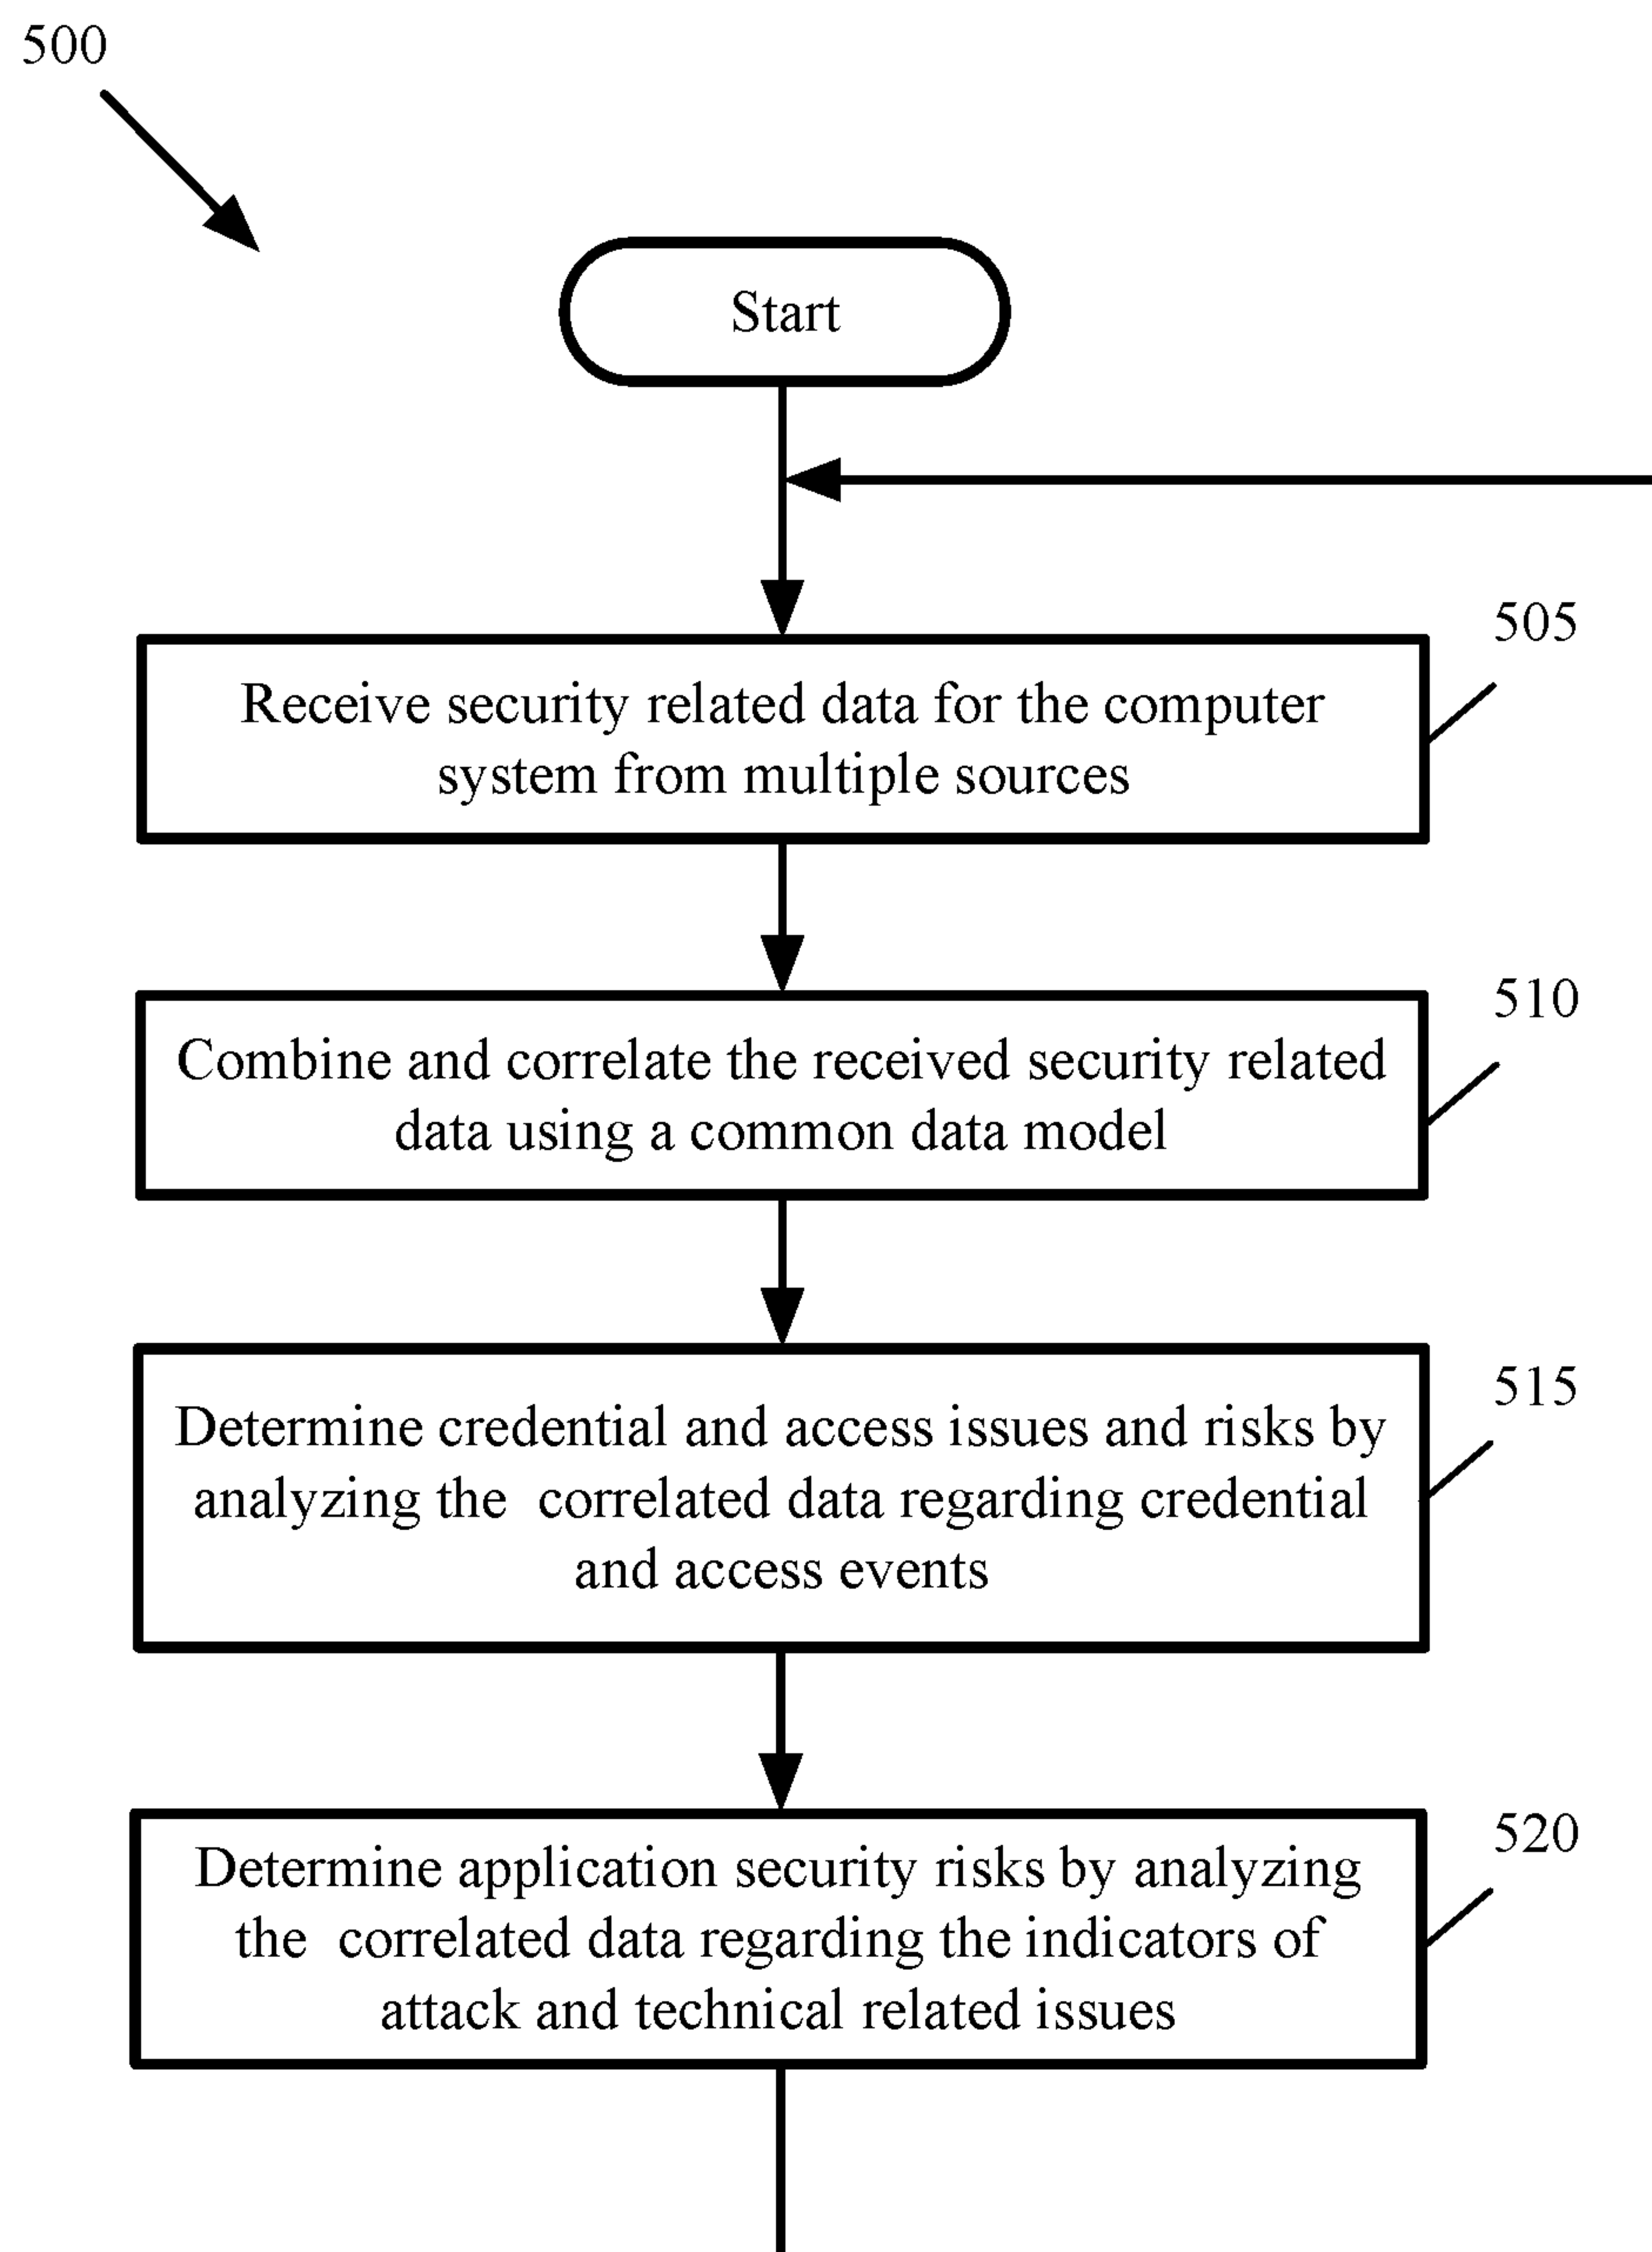 500
Start
505
Receive security related data for the computer
system from multiple sources
510
Combine and correlate the received security related
data using a common data model
515
Determine credential and access issues and risks by
analyzing the  correlated data regarding credential
and access events
520
Determine application security risks by analyzing
the  correlated data regarding the indicators of
attack and technical related issues